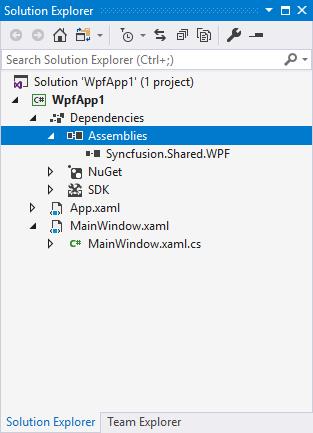 Solution Explorer
Search Solution Explorer (Ctrl+;)
Solution 'WpfApp1' (1 project)
C# WpfApp1
Dependencies
Assemblies
Syncfusion.Shared.WPF
NuGet
SDK
App.xaml
MainWindow.xaml
C# MainWindow.xaml.cs
Solution Explorer Team Explorer